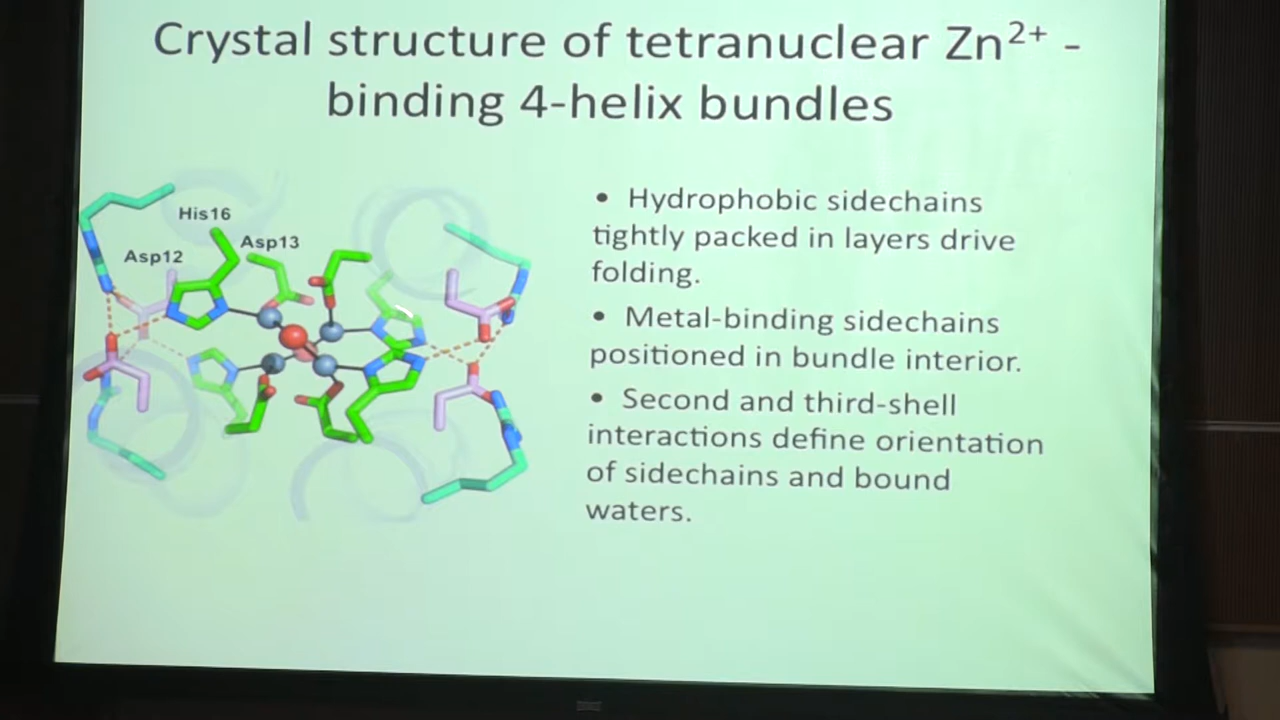 Crystal structure of tetranuclear Zn2+ -
binding 4-helix bundles
His16
Asp13
Asp12
• Hydrophobic sidechains
tightly packed in layers drive
folding.
• Metal-binding sidechains
positioned in bundle interior.
• Second and third-shell
interactions define orientation
of sidechains and bound
waters.